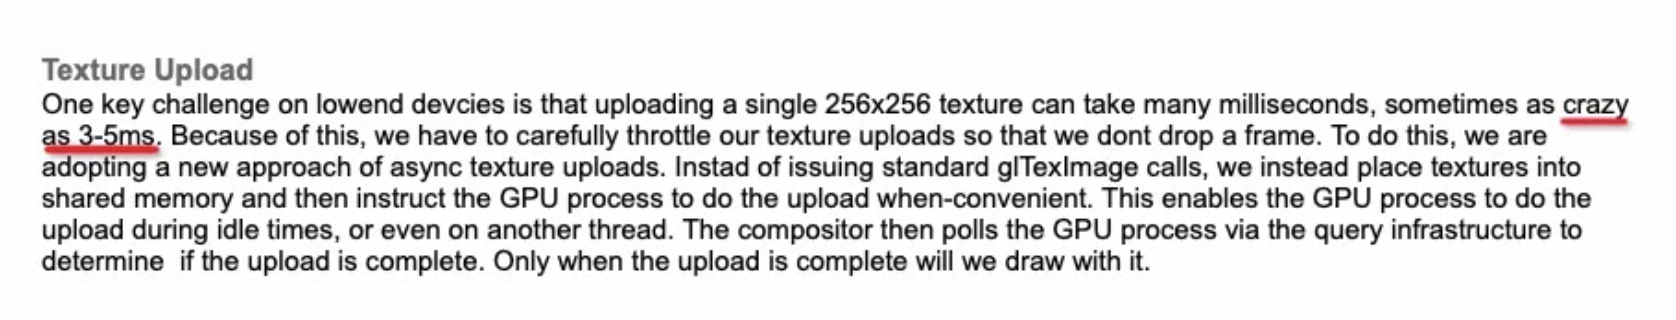 Texture Upload
One key challenge on lowend devcies is that uploading a single 256x256 texture can take many milliseconds, sometimes as crazy
as 3-5ms. Because of this, we have to carefully throttle our texture uploads so that we dont drop a frame. To do this, we are
adopting a new approach of async texture uploads. Instad of issuing standard glTexImage calls, we instead place textures into
shared memory and then instruct the GPU process to do the upload when-convenient. This enables the GPU process to do the
upload during idle times, or even on another thread. The compositor then polls the GPU process via the query infrastructure to
determine  if the upload is complete. Only when the upload is complete will we draw with it.